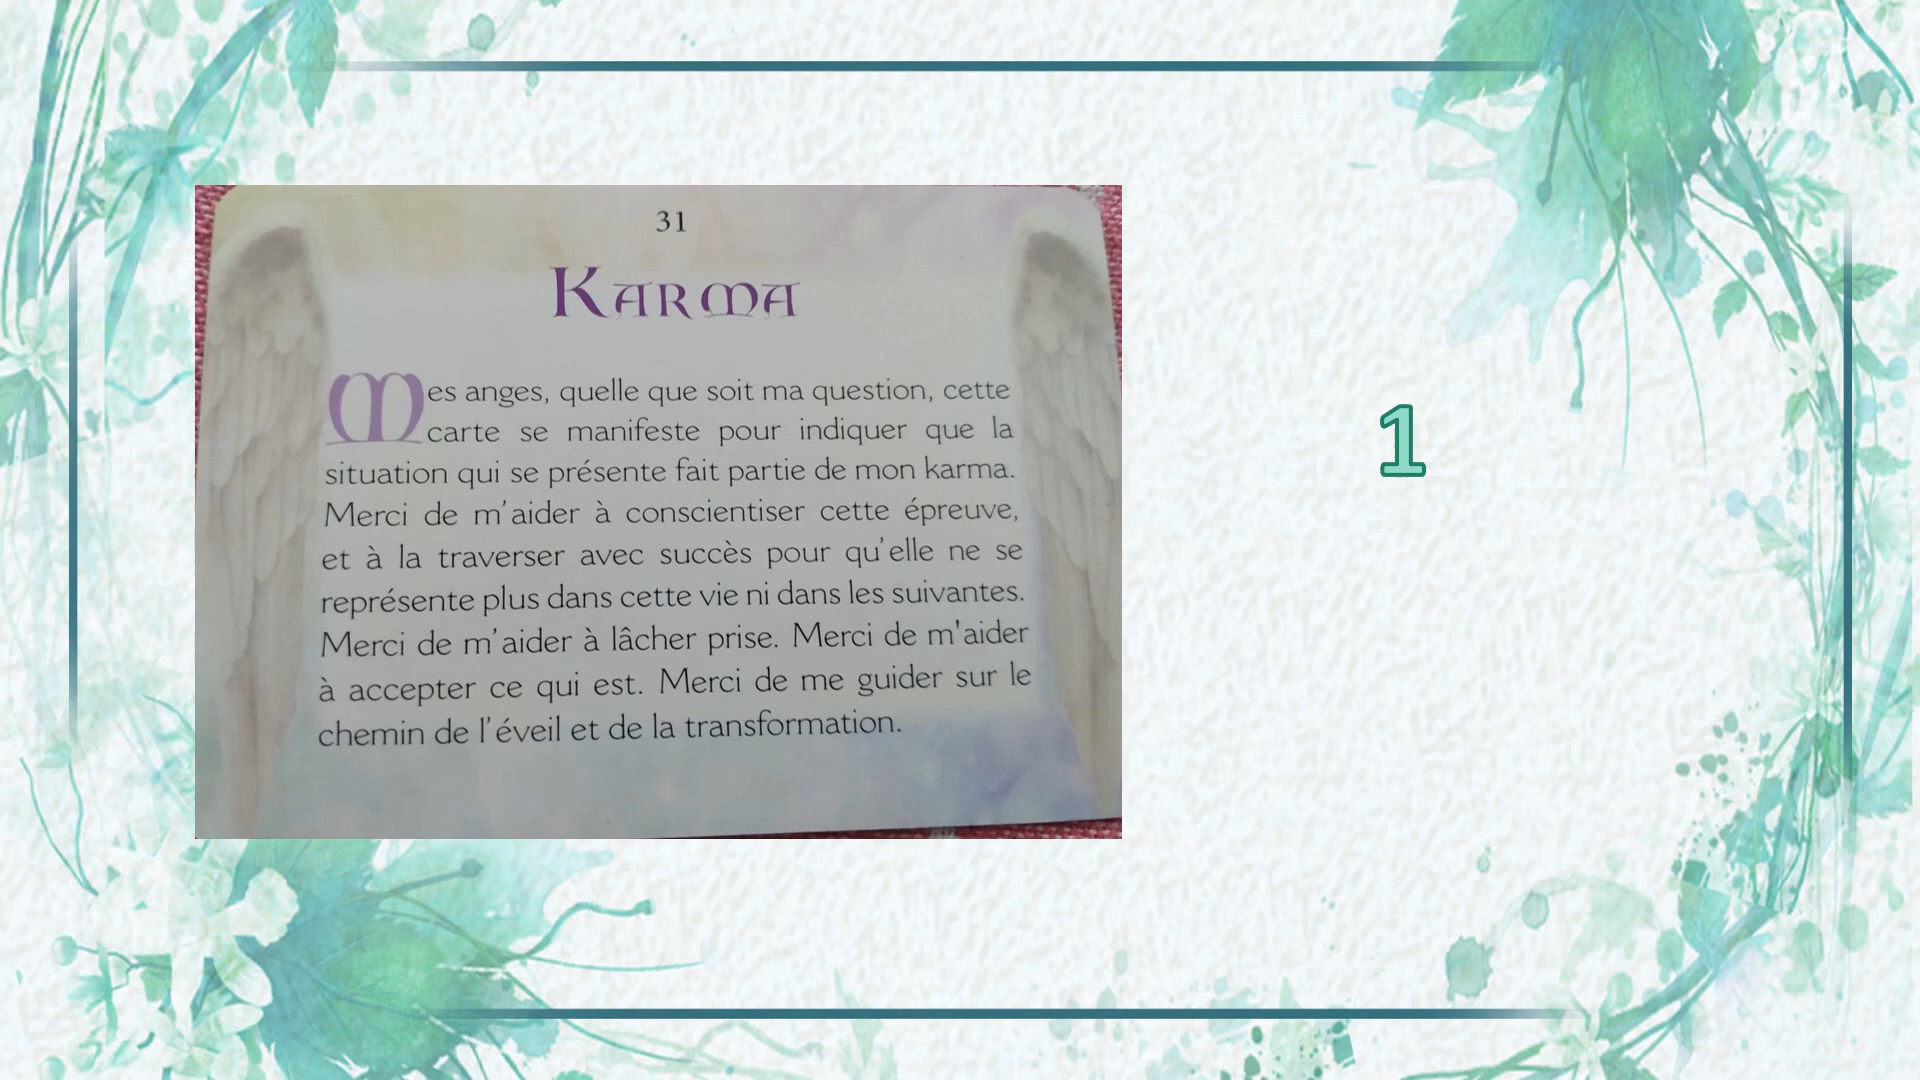 31
KARMA
Mes anges, quelle que soit ma question, cette
carte se manifeste pour indiquer que la
situation qui se présente fait partie de mon karma.
Merci de m'aider à conscientiser cette épreuve,
et à la traverser avec succès pour qu'elle ne se
représente plus dans cette vie ni dans les suivantes.
Merci de m'aider à lâcher prise. Merci de m'aider
à accepter ce qui est. Merci de me guider sur le
chemin de l'éveil et de la transformation.
1